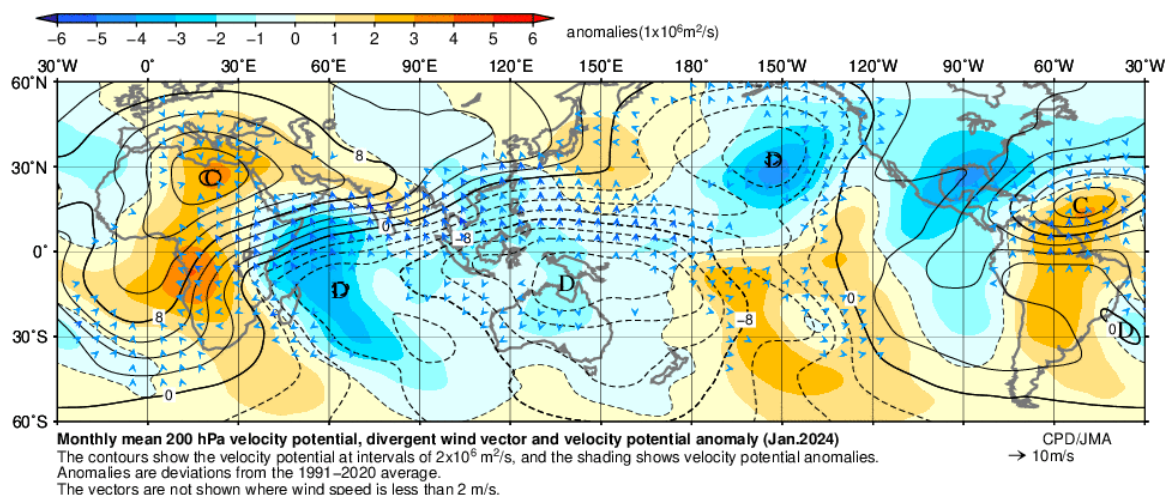 −6 −5 −4 −3 −2 −1 0 1 2 3 4 5 6
anomalies(1x10⁶m²/s)
30°W 0° 30°E 60°E 90°E 120°E 150°E 180° 150°W 120°W 90°W 60°W 30°W
60°N
8
D
30°N
C
C
0
−8
0°
D
D
0
8
−8
0
D
30°S
0
60°S
Monthly mean 200 hPa velocity potential, divergent wind vector and velocity potential anomaly (Jan.2024)
CPD/JMA
The contours show the velocity potential at intervals of 2x10⁶ m²/s, and the shading shows velocity potential anomalies.
10m/s
Anomalies are deviations from the 1991−2020 average.
The vectors are not shown where wind speed is less than 2 m/s.